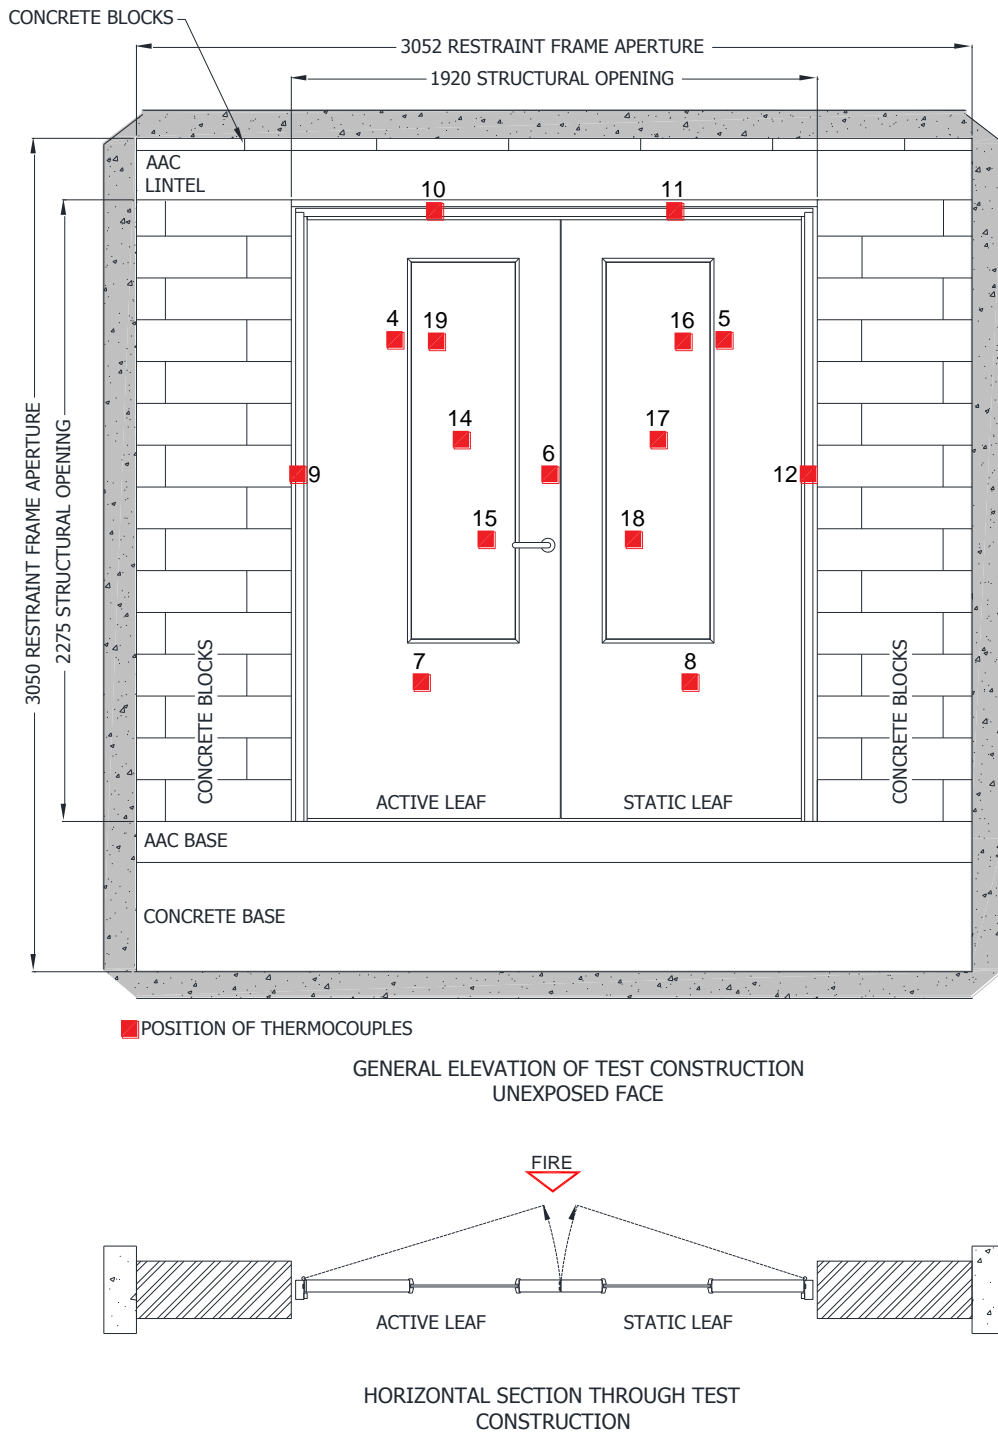 CONCRETE BLOCKS
3052 RESTRAINT FRAME APERTURE
1920 STRUCTURAL OPENING
AAC
LINTEL
10
11
4
19
16
5
14
17
6
9
12
15
18
7
8
3050 RESTRAINT FRAME APERTURE
2275 STRUCTURAL OPENING
CONCRETE BLOCKS
CONCRETE BLOCKS
ACTIVE LEAF
STATIC LEAF
AAC BASE
CONCRETE BASE
POSITION OF THERMOCOUPLES
GENERAL ELEVATION OF TEST CONSTRUCTION
UNEXPOSED FACE
FIRE
ACTIVE LEAF
STATIC LEAF
HORIZONTAL SECTION THROUGH TEST
CONSTRUCTION